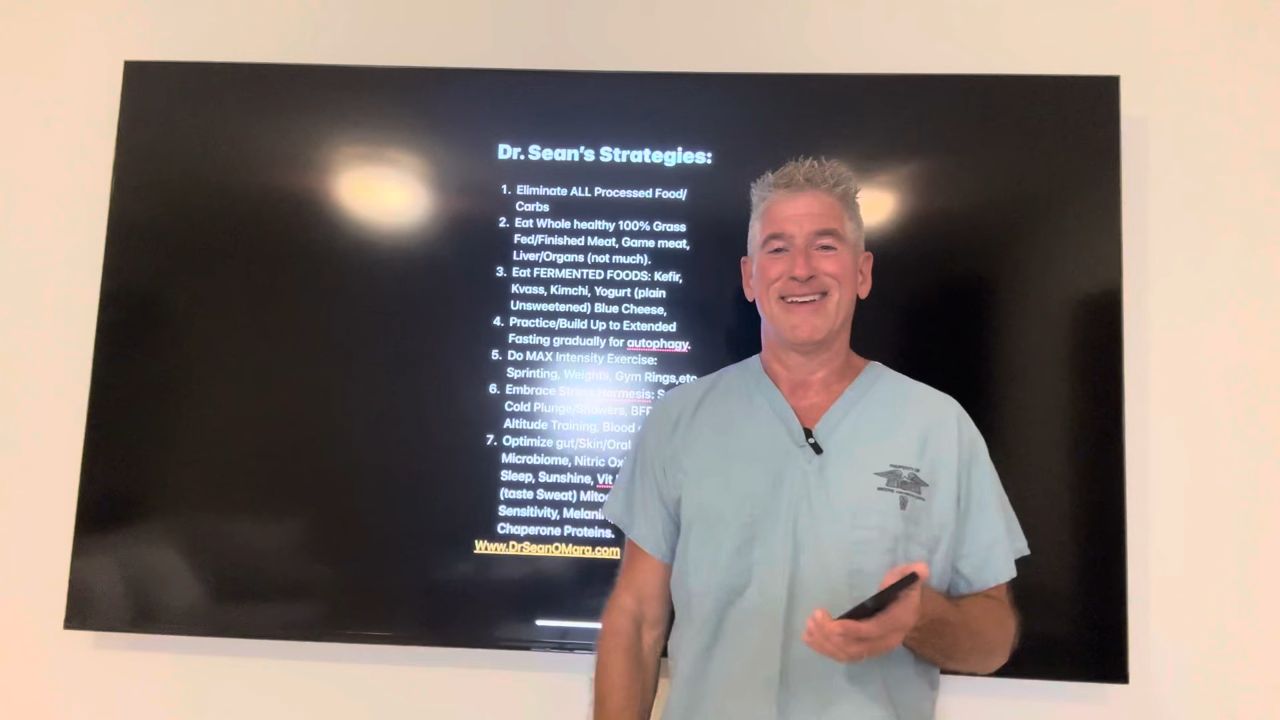 Dr. Sean's Strategies:
1. Eliminate ALL Processed Food/
Carbs
2. Eat Whole healthy 100% Grass
Fed/Finished Meat, Game meat,
Liver/Organs (not much).
3. Eat FERMENTED FOODS: Kefir,
Kvass, Kimchi, Yogurt (plain
Unsweetened) Blue Cheese,
4. Practice/Build Up to Extended
Fasting gradually for autophagy.
5. Do MAX Intensity Exercise:
Sprinting, Weights, Gym Rings,etc
6. Embrace Hormesis:
Cold Plunge/Showers,
Altitude Training, Blood
7. Optimize gut/Skin/Oral
Microbiome, Nitric
Sleep, Sunshine, Vit
(taste Sweat)
Sensitivity,
Chaperone Proteins.
Www.DrSeanOMara.com
PROPERTY OF